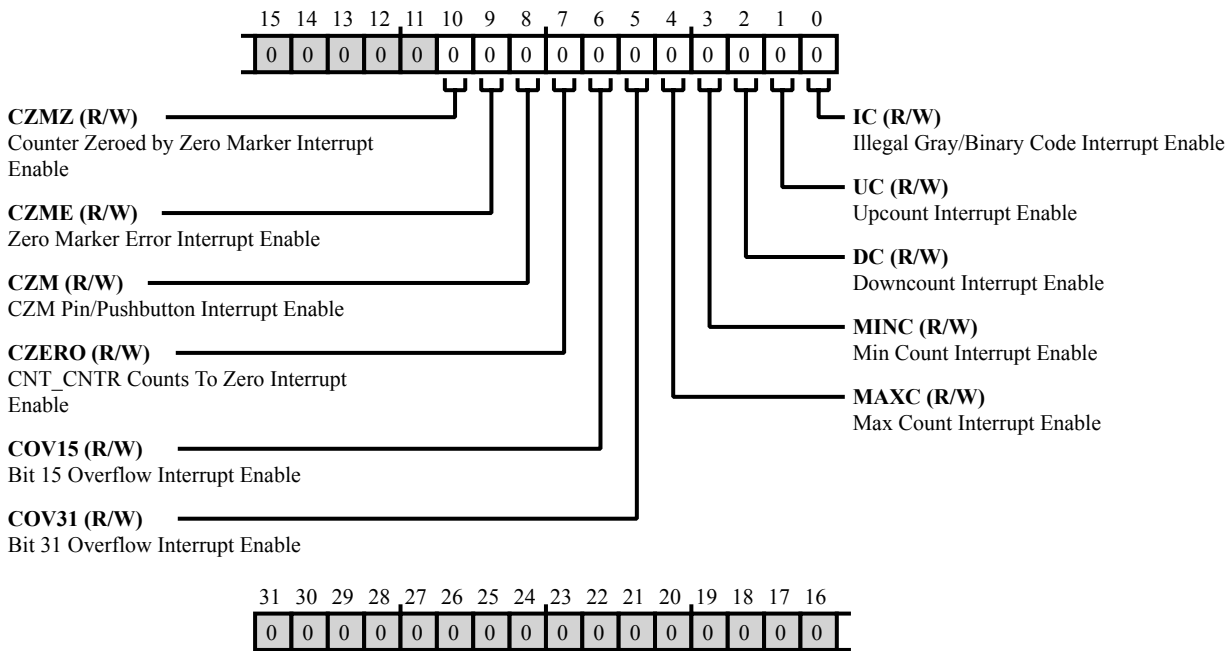 15 14 13 12 11 10 9 8 7 6 5 4 3 2 1 0
0 0 0 0 0 0 0 0 0 0 0 0 0 0 0 0
CZMZ (R/W)
Counter Zeroed by Zero Marker Interrupt
Enable
CZME (R/W)
Zero Marker Error Interrupt Enable
CZM (R/W)
CZM Pin/Pushbutton Interrupt Enable
CZERO (R/W)
CNT_CNTR Counts To Zero Interrupt
Enable
COV15 (R/W)
Bit 15 Overflow Interrupt Enable
COV31 (R/W)
Bit 31 Overflow Interrupt Enable
IC (R/W)
Illegal Gray/Binary Code Interrupt Enable
UC (R/W)
Upcount Interrupt Enable
DC (R/W)
Downcount Interrupt Enable
MINC (R/W)
Min Count Interrupt Enable
MAXC (R/W)
Max Count Interrupt Enable
31 30 29 28 27 26 25 24 23 22 21 20 19 18 17 16
0 0 0 0 0 0 0 0 0 0 0 0 0 0 0 0